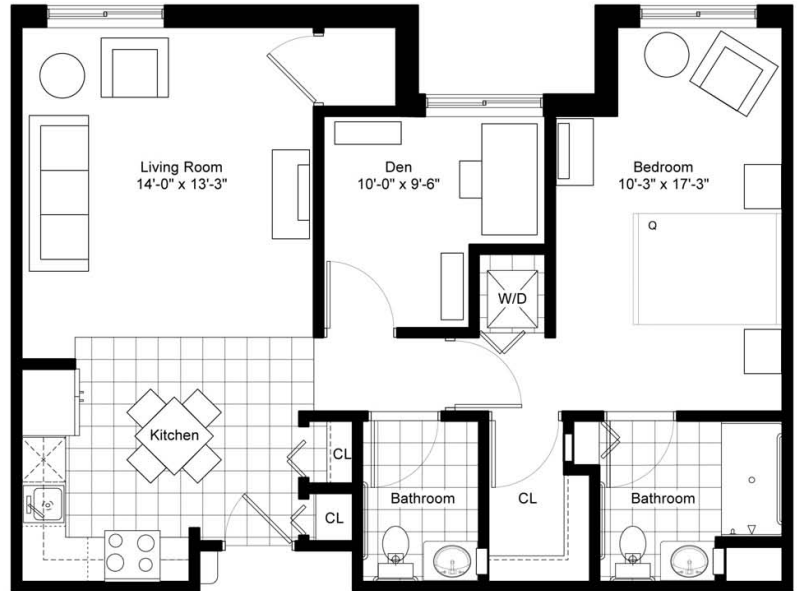 Living Room
14'-0" x 13'-3"
Den
10'-0" x 9'-6"
Bedroom
10'-3" x 17'-3"
Q
W/D
Kitchen
CL
CL
Bathroom
CL
Bathroom